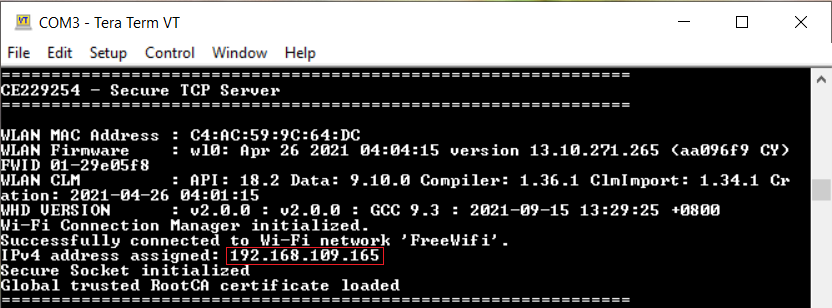 COM3 - Tera Term VT
File Edit Setup Control Window Help
===============================================================
CE229254 - Secure TCP Server
===============================================================
WLAN MAC Address : C4:AC:59:9C:64:DC
WLAN Firmware : wl0: Apr 26 2021 04:04:15 version 13.10.271.265 (aa096f9 CY)
FWID 01-29e05f8
WLAN CLM : API: 18.2 Data: 9.10.0 Compiler: 1.36.1 ClmImport: 1.34.1 Cr
ation: 2021-04-26 04:01:15
WHD VERSION : v2.0.0 : v2.0.0 : GCC 9.3 : 2021-09-15 13:29:25 +0800
Wi-Fi Connection Manager initialized.
Successfully connected to Wi-Fi network 'FreeWifi'.
IPv4 address assigned: 192.168.109.165
Secure Socket initialized
Global trusted RootCA certificate loaded
===============================================================